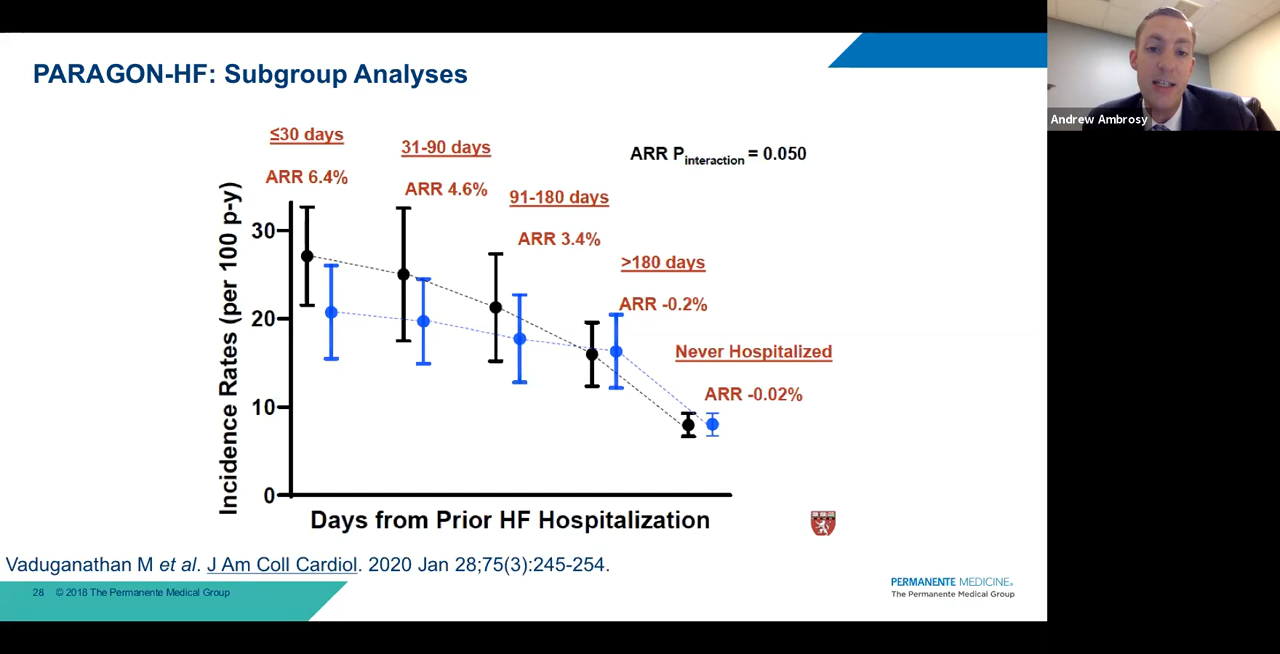 PARAGON-HF: Subgroup Analyses
Andrew Ambrosy
≤30 days
ARR 6.4%
31-90 days
ARR 4.6%
91-180 days
ARR 3.4%
>180 days
ARR -0.2%
Never Hospitalized
ARR -0.02%
ARR Pinteraction = 0.050
Incidence Rates (per 100 p-y)
30
20
10
0
Days from Prior HF Hospitalization
Vaduganathan M et al. J Am Coll Cardiol. 2020 Jan 28;75(3):245-254.
28 © 2018 The Permanente Medical Group
PERMANENTE MEDICINE®
The Permanente Medical Group